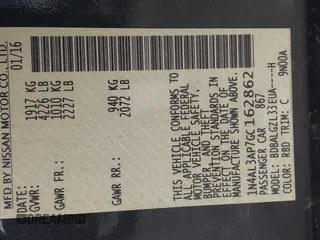 MFD BY NISSAN MOTOR CO., LTD.
DATE: 01/16
GVWR: 1917 KG
4226 LB
GAWR FR: 1010 KG
2227 LB
GAWR RR: 940 KG
2072 LB
THIS VEHICLE CONFORMS TO
ALL APPLICABLE FEDERAL
MOTOR VEHICLE SAFETY,
BUMPER, AND THEFT
PREVENTION STANDARDS IN
EFFECT ON THE DATE OF
MANUFACTURE SHOWN ABOVE.
1N4AL3AP7GC162862
PASSENGER CAR 867
MODEL: BDBALGZL33EUA----H
COLOR: RBD TRIM: C 9N00A